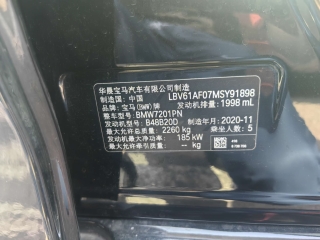 华晨宝马汽车有限公司制造
制造国：中国 LBV61AF07MSY91898
品牌：宝马(BMW)牌 发动机排量：1998 mL
整车型号：BMW7201PN
发动机型号：B48B20D 制造年月：2020-11
最大允许总质量：2260 kg 乘坐人数：5
发动机最大净功率：185 kW
最大允许牵引质量：-- kg